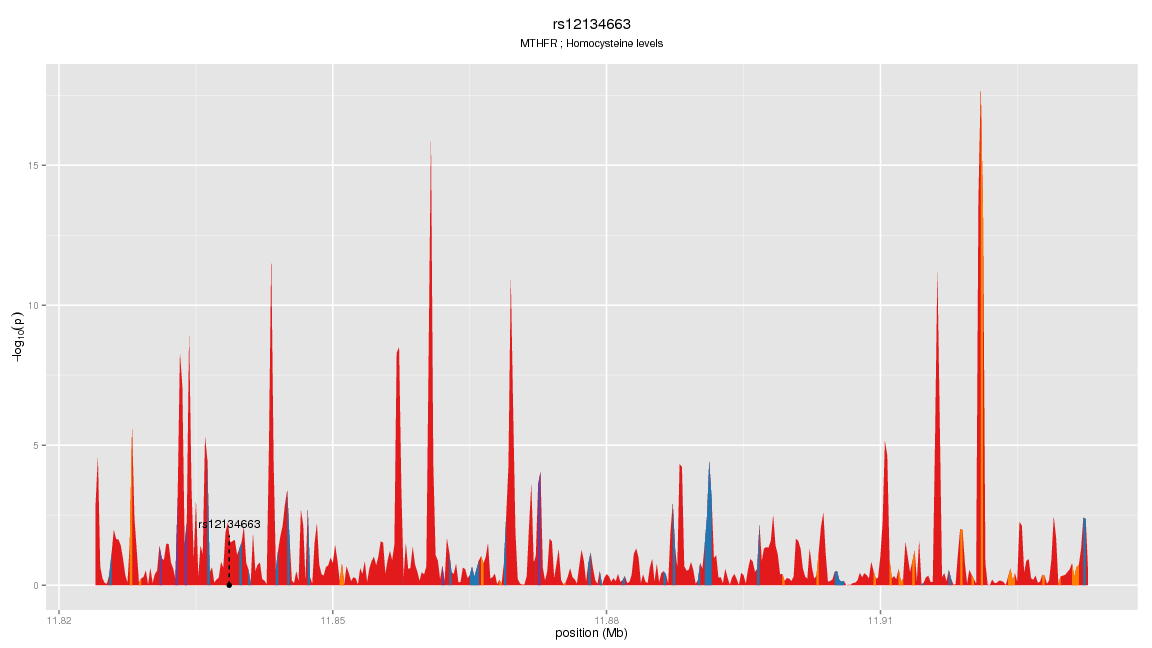 rs12134663
MTHFR ; Homocysteine levels
15
10
5
0
−log10(p)
rs12134663
11.82
11.85
11.88
11.91
position (Mb)